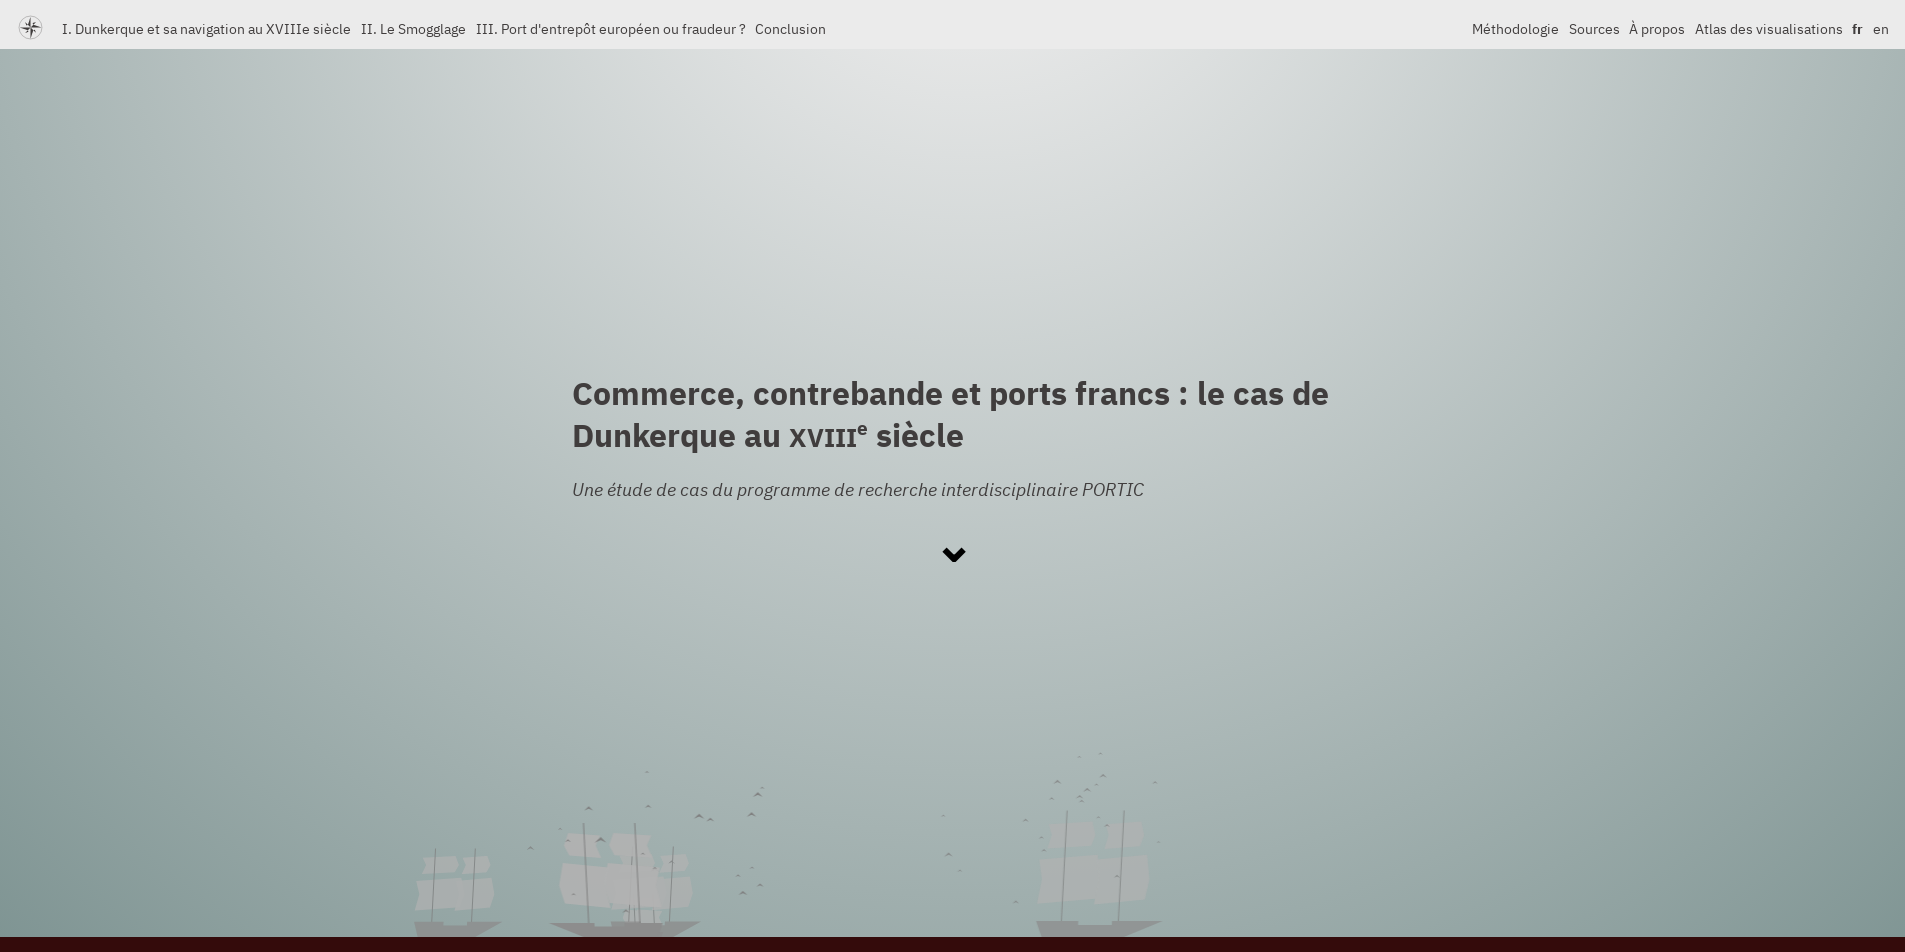 I. Dunkerque et sa navigation au XVIIIe siècle II. Le Smogglage III. Port d'entrepôt européen ou fraudeur ? Conclusion Méthodologie Sources À propos Atlas des visualisations fr en
Commerce, contrebande et ports francs : le cas de
Dunkerque au XVIIIe siècle
Une étude de cas du programme de recherche interdisciplinaire PORTIC